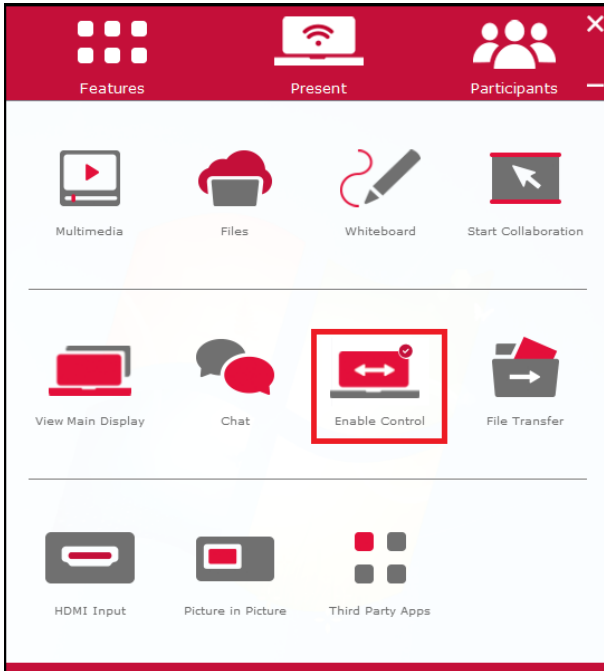 Features
Present
Participants
Multimedia
Files
Whiteboard
Start Collaboration
View Main Display
Chat
Enable Control
File Transfer
HDMI Input
Picture in Picture
Third Party Apps